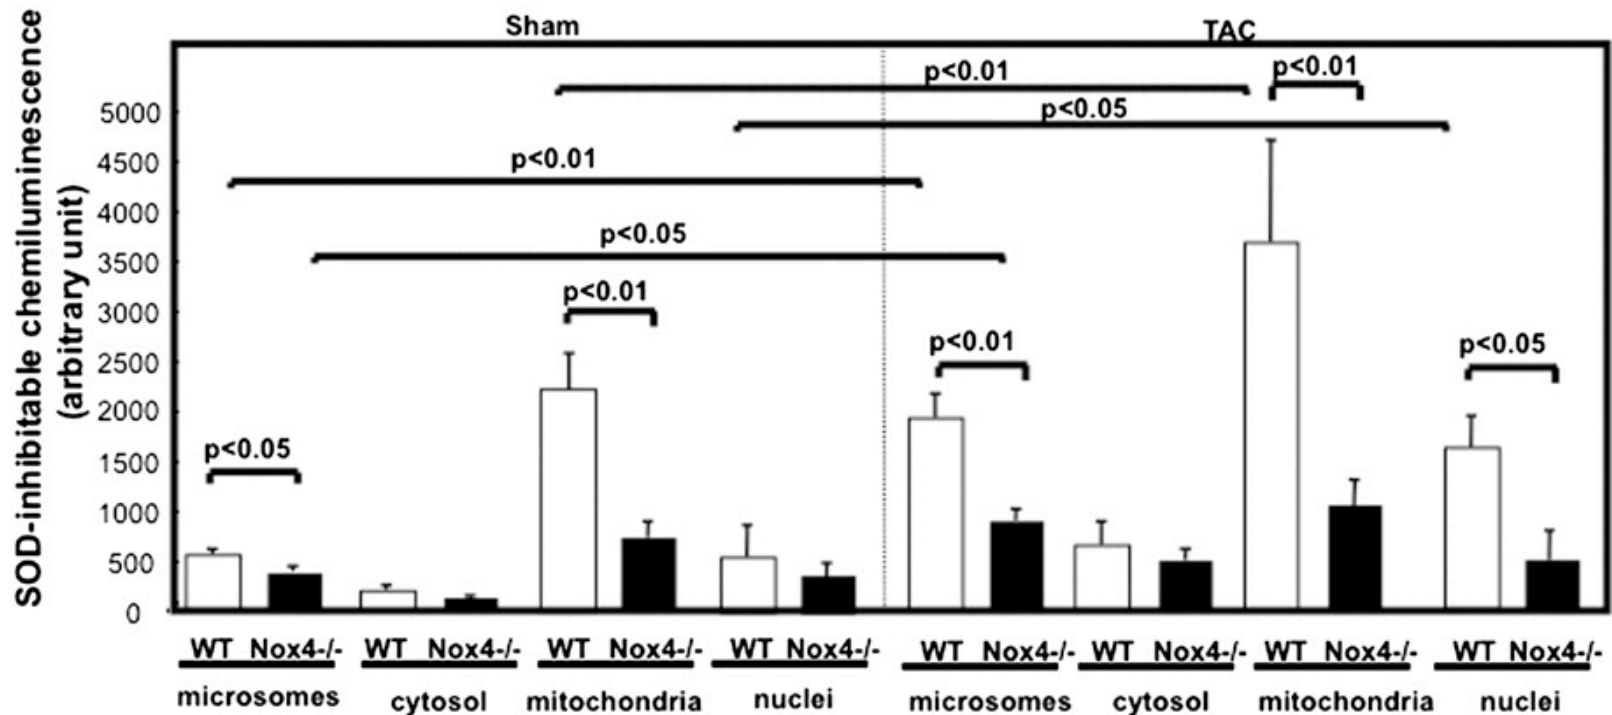 Sham
TAC
SOD-inhibitable chemiluminescence
(arbitrary unit)
p<0.01
p<0.01
p<0.05
p<0.01
p<0.05
p<0.01
p<0.01
p<0.05
p<0.05
5000
4500
4000
3500
3000
2500
2000
1500
1000
500
0
WT Nox4-/- WT Nox4-/- WT Nox4-/- WT Nox4-/- WT Nox4-/- WT Nox4-/- WT Nox4-/- WT Nox4-/-
microsomes cytosol mitochondria nuclei microsomes cytosol mitochondria nuclei